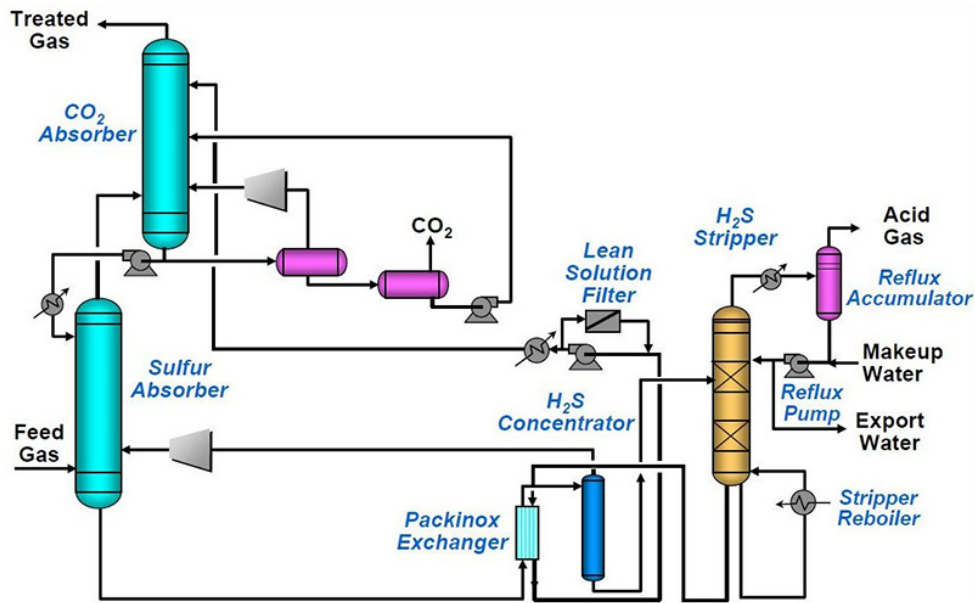 Treated
Gas
CO₂
Absorber
CO₂
Lean
Solution
Filter
H₂S
Stripper
Acid
Gas
Reflux
Accumulator
Sulfur
Absorber
Makeup
Water
Reflux
Pump
H₂S
Concentrator
Export
Water
Feed
Gas
Packinox
Exchanger
Stripper
Reboiler